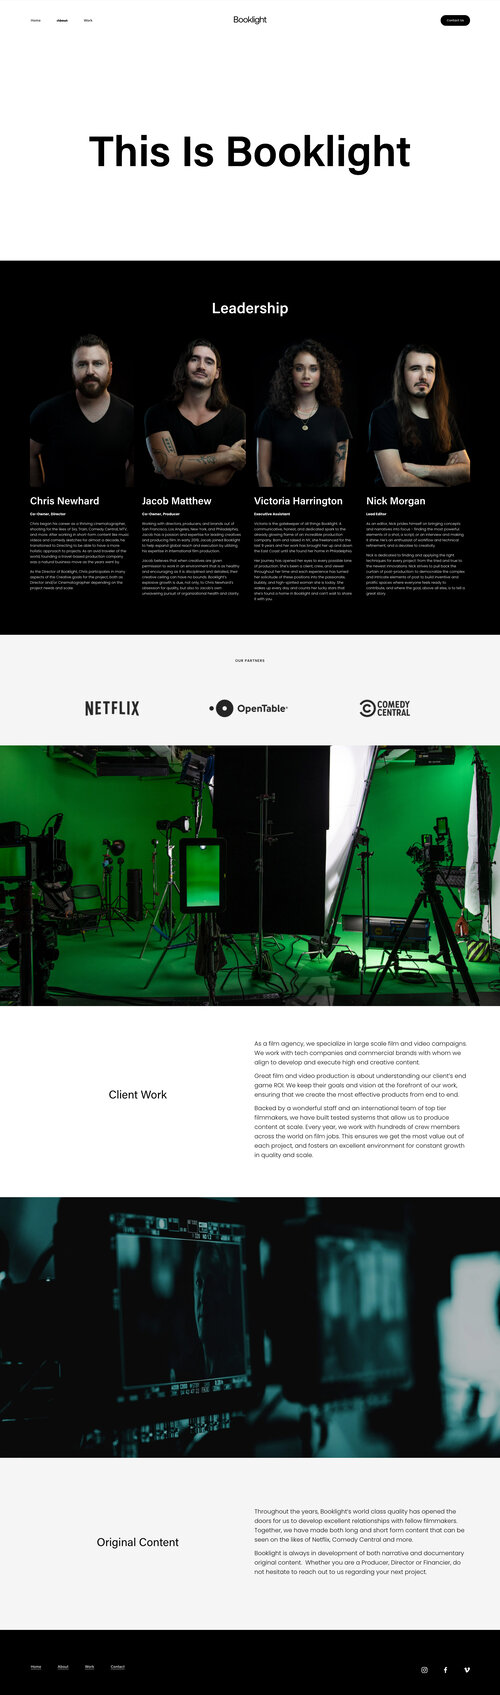 Home
Work
Booklight
Contact Us
This Is Booklight
Leadership
Chris Newhard
Co-Owner, Director
Chris began his career as a thriving cinematographer,
shooting for the likes of Sea Train, Comedy Central, MTV,
and more. After working in short-form content like music
videos and comedy sketches for almost a decade, he
transitioned to Directing to be able to have a more
holistic approach to projects. As an avid traveler of the
world, founding a travel-based production company
was a natural business move as the years went by.
As the Director of Booklight, Chris participates in many
aspects of the Creative goals for the project, both as
Director and/or Cinematographer depending on the
project needs and scale.
Jacob Matthew
Co-Owner, Producer
Working with directors, producers, and brands out of
San Francisco, Los Angeles, New York, and Philadelphia,
Jacob has a passion and expertise for leading creatives
and producing film. In early 2019, Jacob joined Booklight
to help expand global reach and execution by utilizing
his expertise in international film production.
Jacob believes that when creatives are given
permission to work in an environment that is as healthy
and encouraging as it is disciplined and detailed, their
creative ceiling can have no bounds. Booklight's
success is due, not only to Chris Newhard's
obsession for quality, but also to Jacob's own
unwavering pursuit of organizational health and clarity.
Victoria Harrington
Executive Assistant
Victoria is the gatekeeper of all things Booklight. A
communicative, honest, and dedicated spark to the
already glowing flame of an incredible production
company. Born and raised in NJ, she freelanced for the
last 9 years and her work has brought her up and down
the East Coast until she found her home in Philadelphia.
Her journey has opened her eyes to every possible area
of production. She's been a client, crew, and viewer
throughout her time and each experience has turned
her solicitude of these positions into the passionate,
bubbly, and high-spirited woman she is today. She
wakes up every day and counts her lucky stars that
she's found a home in Booklight and can't wait to share
it with you.
Nick Morgan
Lead Editor
As an editor, Nick prides himself on bringing concepts
and narratives into focus - finding the most powerful
elements of a shot, a script, or an interview and making
it shine. He's an enthusiast of workflow and technical
refinement, and a devotee to creativity.
Nick is dedicated to finding and applying the right
techniques for every project: from the tried and true to
the newest innovations. Nick strives to pull back the
curtain of post-production to democratize the complex
and intricate elements of post to build inventive and
prolific spaces where everyone feels ready to
contribute, and where the goal, above all else, is to tell a
great story.
OUR PARTNERS
NETFLIX
OpenTable
COMEDY
CENTRAL
Client Work
As a film agency, we specialize in large scale film and video campaigns.
We work with tech companies and commercial brands with whom we
align to develop and execute high end creative content.
Great film and video production is about understanding our client's end
game ROI. We keep their goals and vision at the forefront of our work,
ensuring that we create the most effective products from end to end.
Backed by a wonderful staff and an international team of top tier
filmmakers, we have built tested systems that allow us to produce
content at scale. Every year, we work with hundreds of crew members
across the world on film jobs. This ensures we get the most value out of
each project, and fosters an excellent environment for constant growth
in quality and scale.
Original Content
Throughout the years, Booklight's world class quality has opened the
doors for us to develop excellent relationships with fellow filmmakers.
Together, we have made both long and short form content that can be
seen on the likes of Netflix, Comedy Central and more.
Booklight is always in development of both narrative and documentary
original content. Whether you are a Producer, Director or Financier, do
not hesitate to reach out to us regarding your next project.
Home
About
Work
Contact